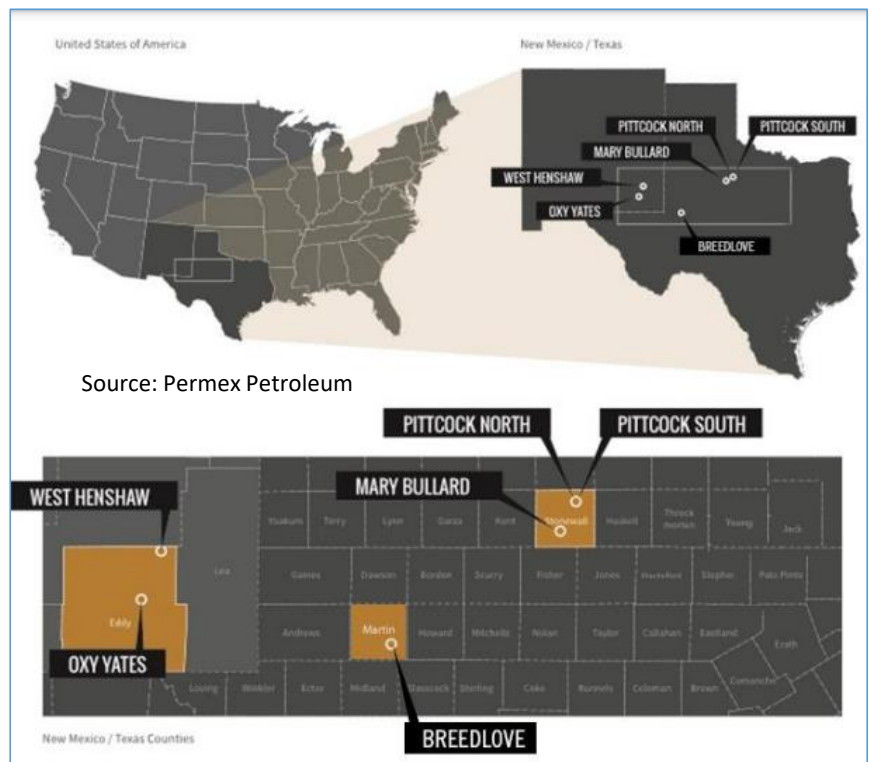 United States of America
New Mexico / Texas
PITTCOCK NORTH
PITTCOCK SOUTH
MARY BULLARD
WEST HENSHAW
OXY YATES
BREEDLOVE
Source: Permex Petroleum
PITTCOCK NORTH
PITTCOCK SOUTH
WEST HENSHAW
MARY BULLARD
Yoakum Terry Lynn Garza Kent Stonewall Haskell Throck
morton Young Jack
Lea
Gaines Dawson Borden Scurry Fisher Jones Stephen Palo Pinto
Eddy
Andrews Martin Howard Mitchell Nolan Taylor Callahan Eastland Erath
OXY YATES
Loving Winkler Ector Midland Glasscock Sterling Coke Runnels Coleman Brown Comanche
BREEDLOVE
New Mexico / Texas Counties